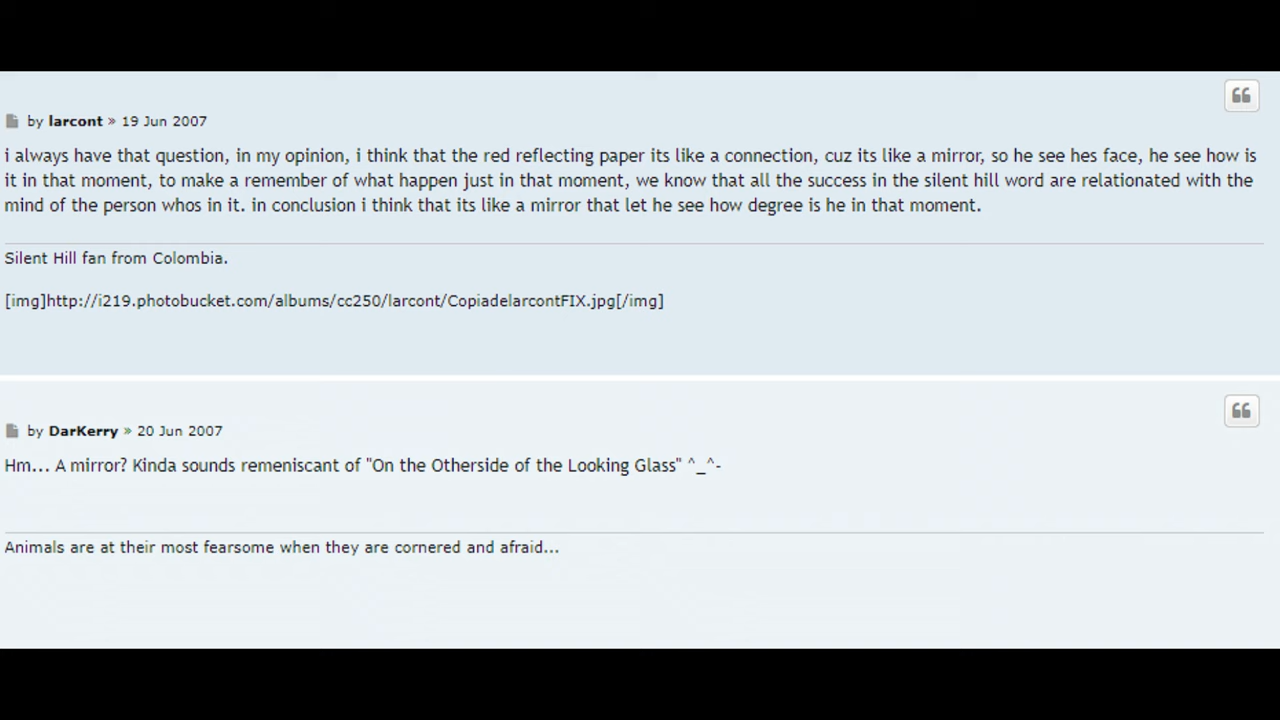 by larcont » 19 Jun 2007
i always have that question, in my opinion, i think that the red reflecting paper its like a connection, cuz its like a mirror, so he see hes face, he see how is
it in that moment, to make a remember of what happen just in that moment, we know that all the success in the silent hill word are relationated with the
mind of the person whos in it. in conclusion i think that its like a mirror that let he see how degree is he in that moment.
Silent Hill fan from Colombia.
[img]http://i219.photobucket.com/albums/cc250/larcont/CopiadelarcontFIX.jpg[/img]
by DarKerry » 20 Jun 2007
Hm... A mirror? Kinda sounds remeniscant of "On the Otherside of the Looking Glass" ^_^-
Animals are at their most fearsome when they are cornered and afraid...